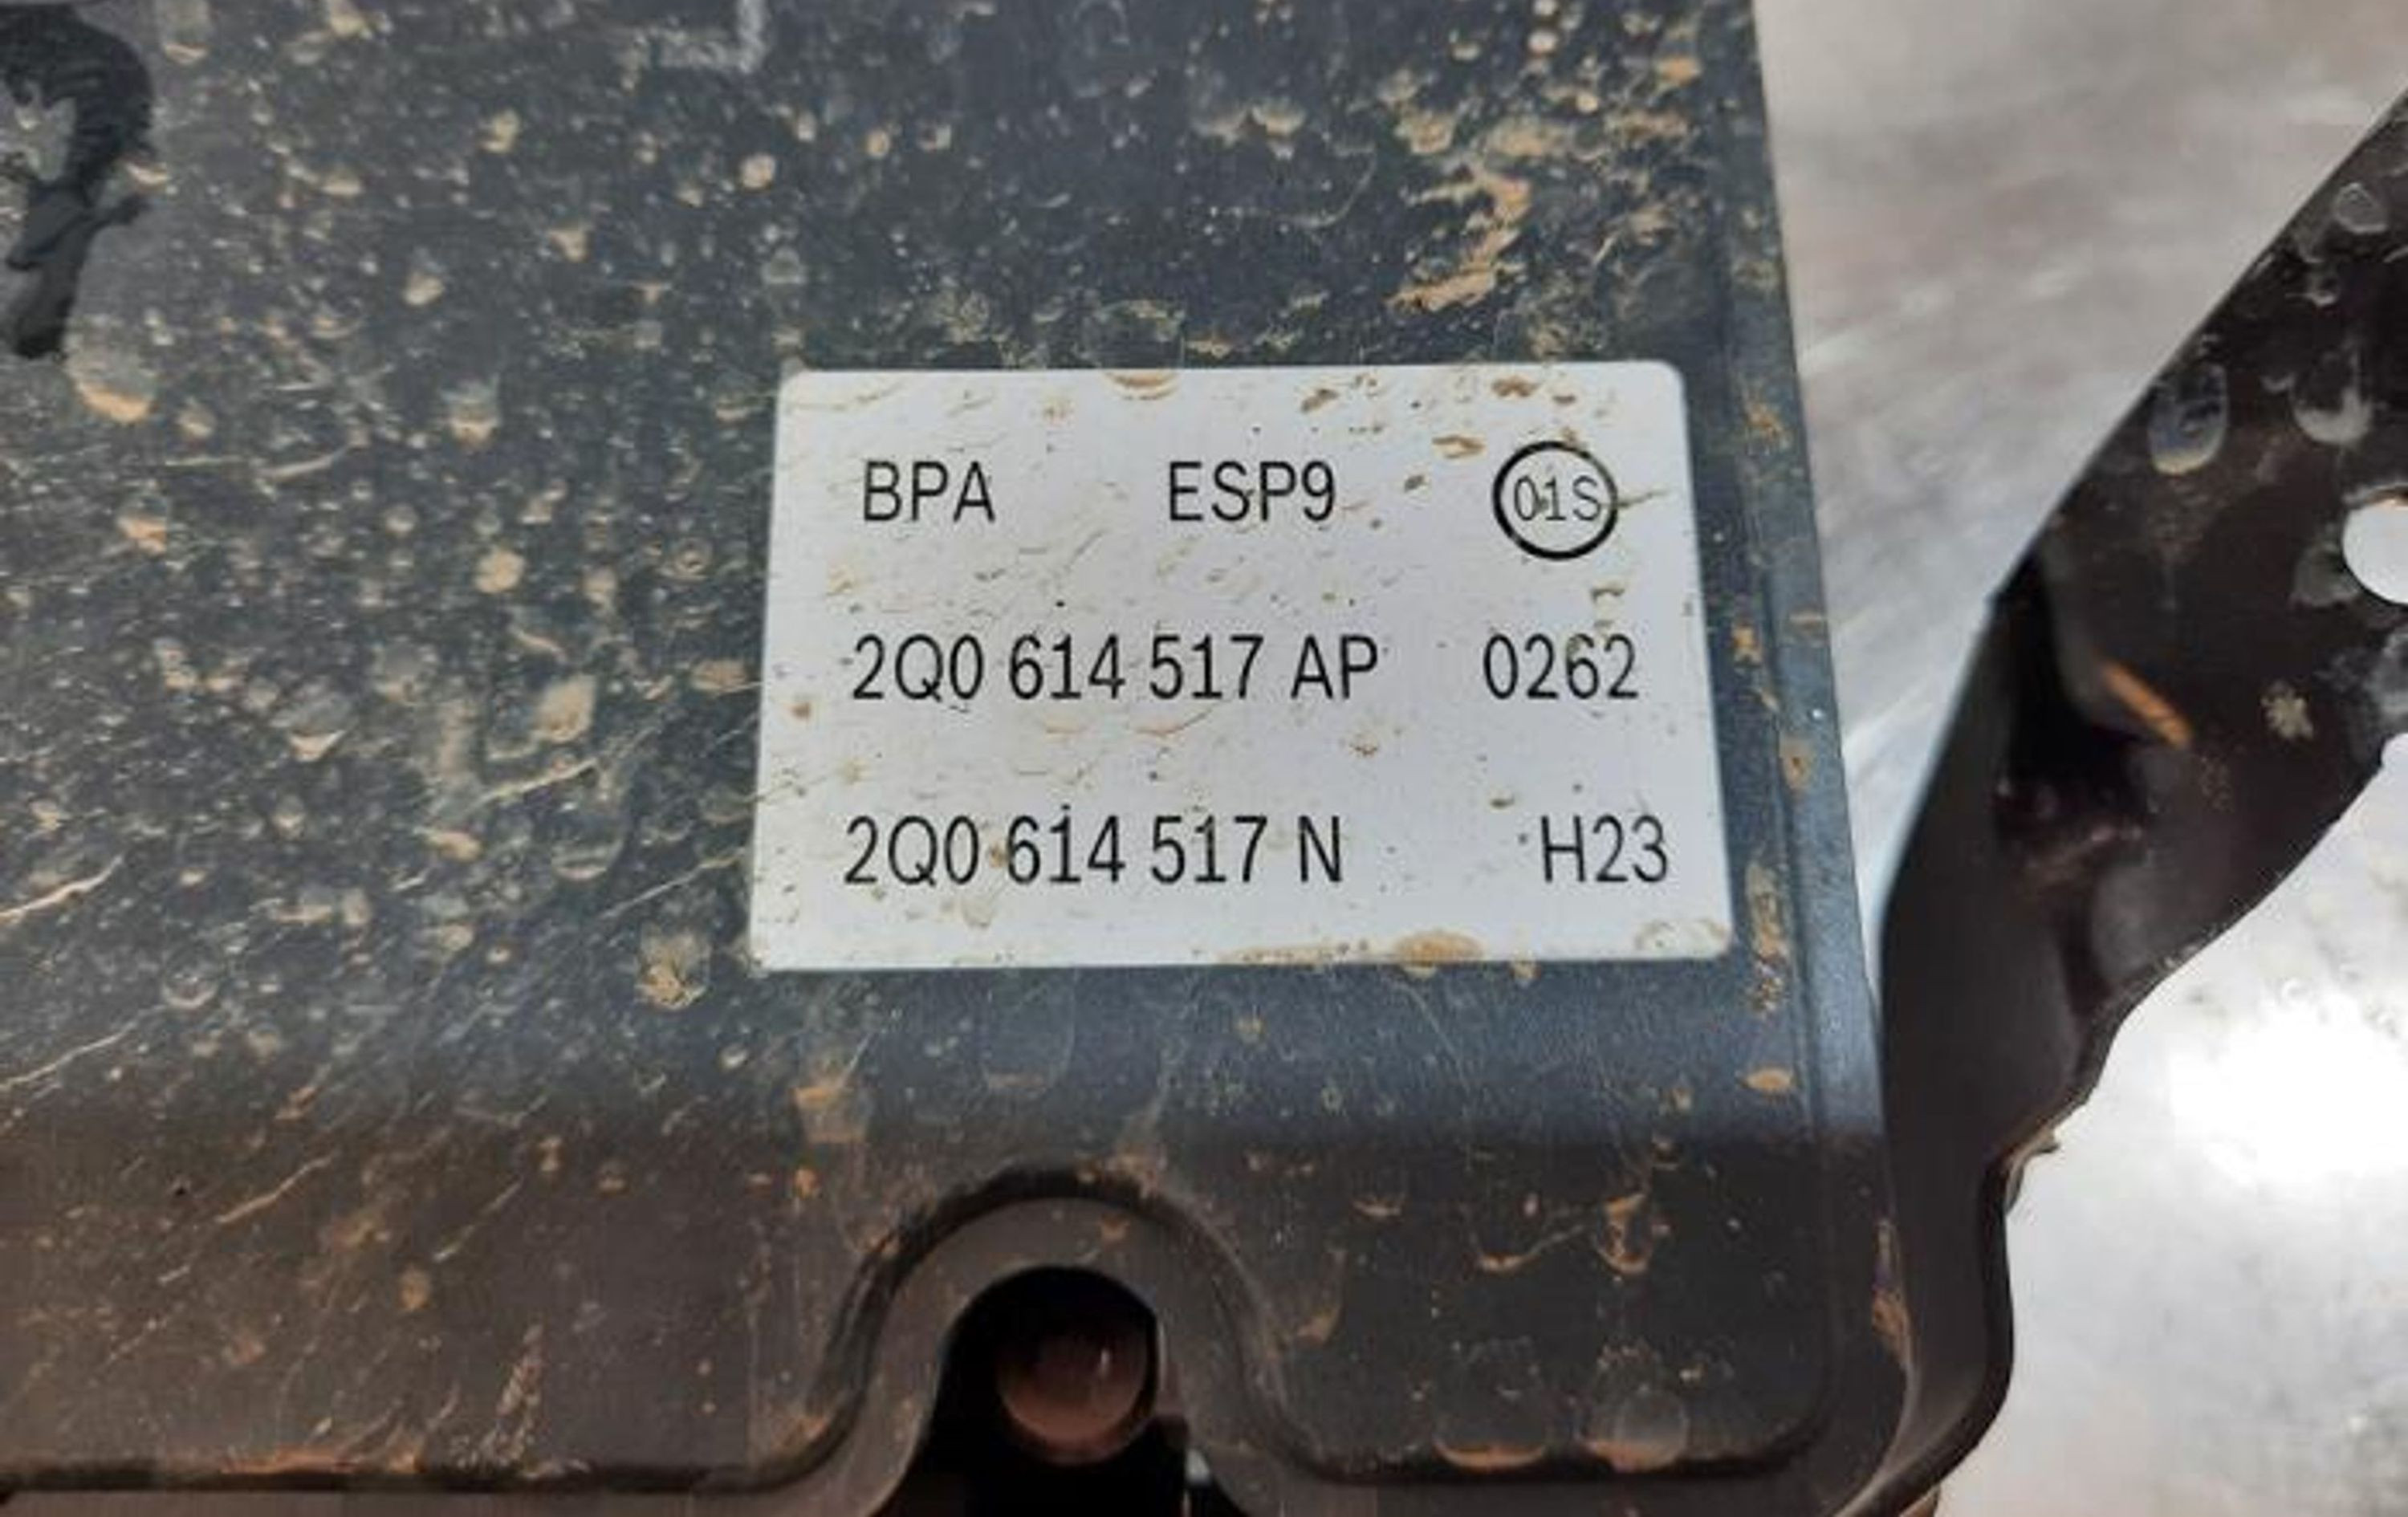 BPA ESP9 01S
2Q0 614 517 AP 0262
2Q0 614 517 N H23